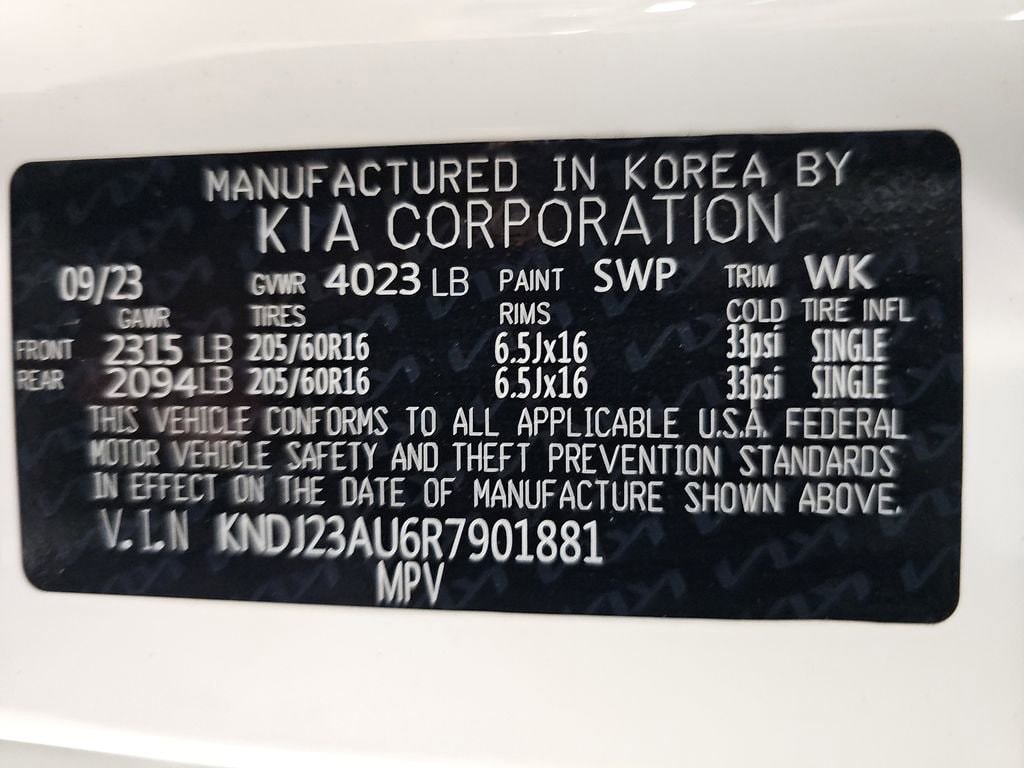 MANUFACTURED IN KOREA BY
KIA CORPORATION
09/23 GVWR 4023 LB PAINT SWP TRIM WK
GAWR TIRES RIMS COLD TIRE INFL
FRONT 2315 LB 205/60R16 6.5Jx16 33psi SINGLE
REAR 2094 LB 205/60R16 6.5Jx16 33psi SINGLE
THIS VEHICLE CONFORMS TO ALL APPLICABLE U.S.A. FEDERAL
MOTOR VEHICLE SAFETY AND THEFT PREVENTION STANDARDS
IN EFFECT ON THE DATE OF MANUFACTURE SHOWN ABOVE.
V.I.N KNDJ23AU6R7901881
MPV